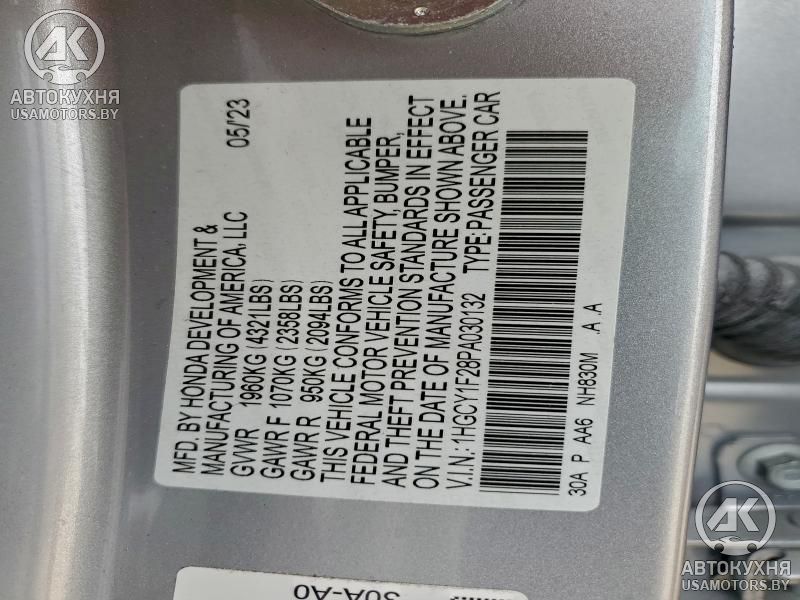 MFD. BY HONDA DEVELOPMENT &
MANUFACTURING OF AMERICA, LLC 05/'23
GVWR 1960KG (4321LBS)
GAWR F 1070KG (2358LBS)
GAWR R 950KG (2094LBS)
THIS VEHICLE CONFORMS TO ALL APPLICABLE
FEDERAL MOTOR VEHICLE SAFETY, BUMPER,
AND THEFT PREVENTION STANDARDS IN EFFECT
ON THE DATE OF MANUFACTURE SHOWN ABOVE.
V.I.N.: 1HGCY1F28PA030132 TYPE: PASSENGER CAR
30A P AA6 NH830M A A
30A-A0
AK
АВТОКУХНЯ
USAMOTORS.BY
AK
АВТОКУХНЯ
USAMOTORS.BY